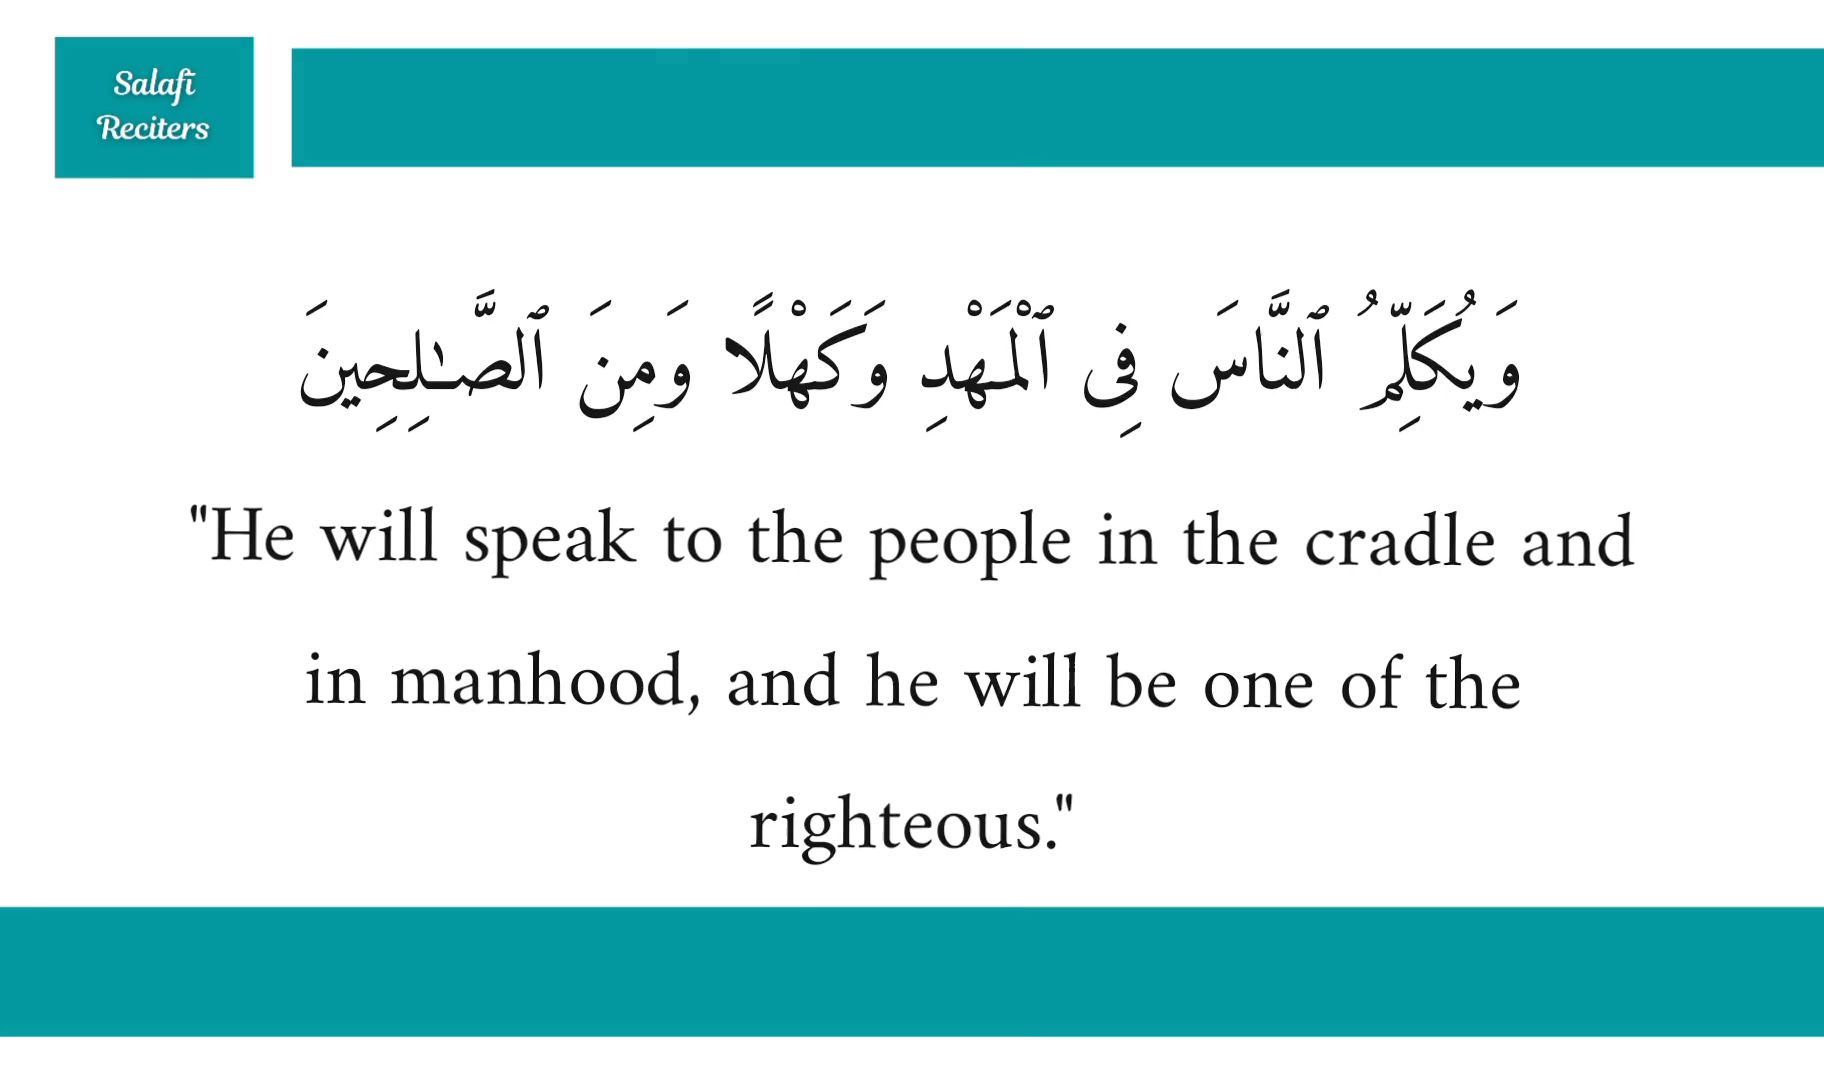 Salafi
Reciters
وَيُكَلِّمُ ٱلنَّاسَ فِى ٱلْمَهْدِ وَكَهْلًا وَمِنَ ٱلصَّـٰلِحِينَ
"He will speak to the people in the cradle and
in manhood, and he will be one of the
righteous."